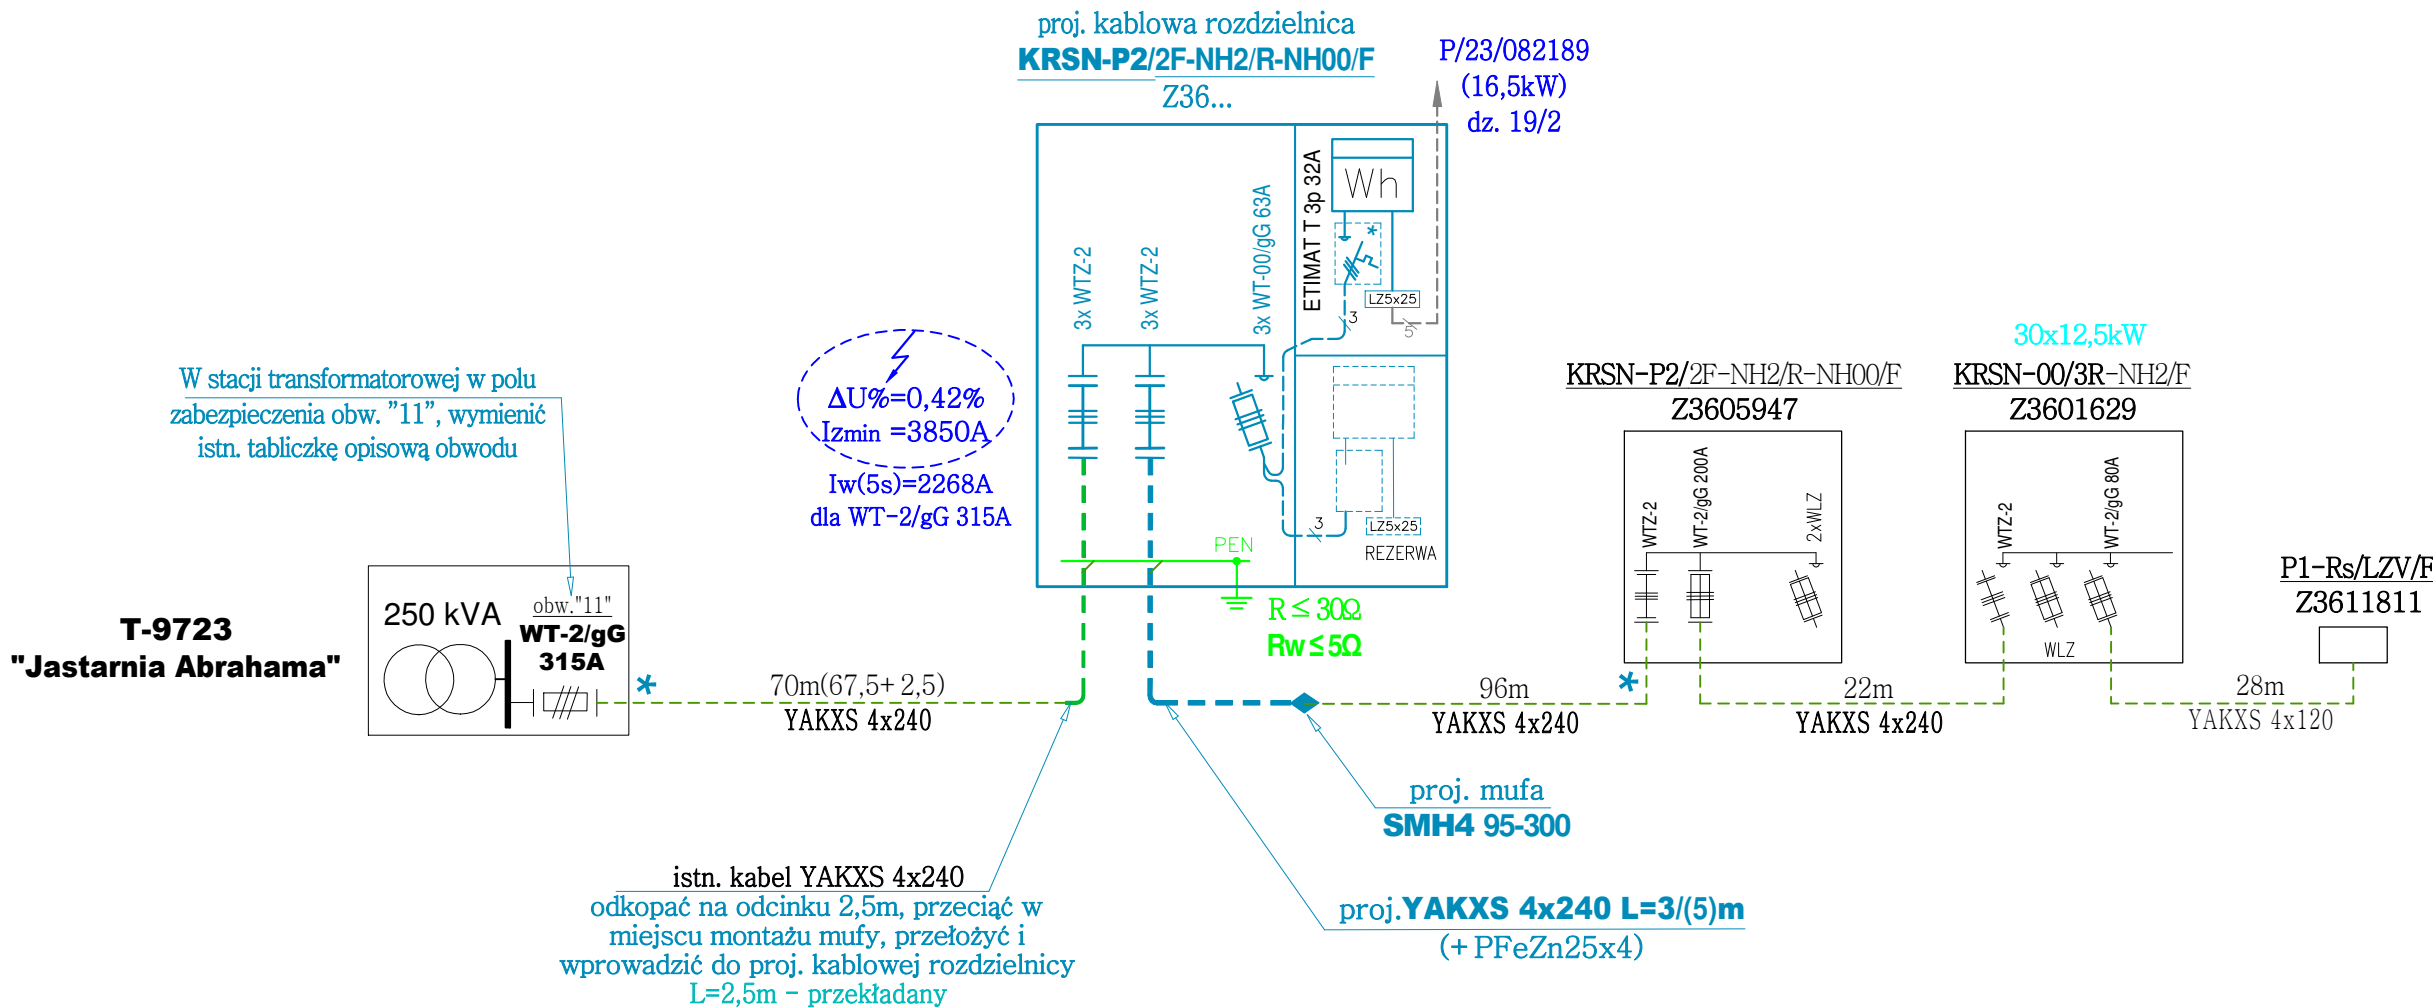 proj. kablowa rozdzielnica
KRSN-P2/2F-NH2/R-NH00/F
Z36...
P/23/082189
(16,5kW)
dz. 19/2
3x WTZ-2
3x WTZ-2
3x WT-00/gG 63A
ETIMAT T 3p 32A
Wh
*
LZ5x25
3
5
3
LZ5x25
REZERWA
PEN
R ≤ 30Ω
Rw ≤ 5Ω
ΔU%=0,42%
Izmin =3850A
Iw(5s)=2268A
dla WT-2/gG 315A
W stacji transformatorowej w polu
zabezpieczenia obw. "11", wymienić
istn. tabliczkę opisową obwodu
T-9723
"Jastarnia Abrahama"
250 kVA
obw."11"
WT-2/gG
315A
*
70m(67,5+2,5)
YAKXS 4x240
istn. kabel YAKXS 4x240
odkopać na odcinku 2,5m, przeciąć w
miejscu montażu mufy, przełożyć i
wprowadzić do proj. kablowej rozdzielnicy
L=2,5m - przekładany
proj. mufa
SMH4 95-300
proj.YAKXS 4x240 L=3/(5)m
(+PFeZn25x4)
96m
YAKXS 4x240
*
KRSN-P2/2F-NH2/R-NH00/F
Z3605947
WTZ-2
WT-2/gG 200A
2xWLZ
22m
YAKXS 4x240
30x12,5kW
KRSN-00/3R-NH2/F
Z3601629
WTZ-2
WT-2/gG 80A
WLZ
28m
YAKXS 4x120
P1-Rs/LZV/F
Z3611811